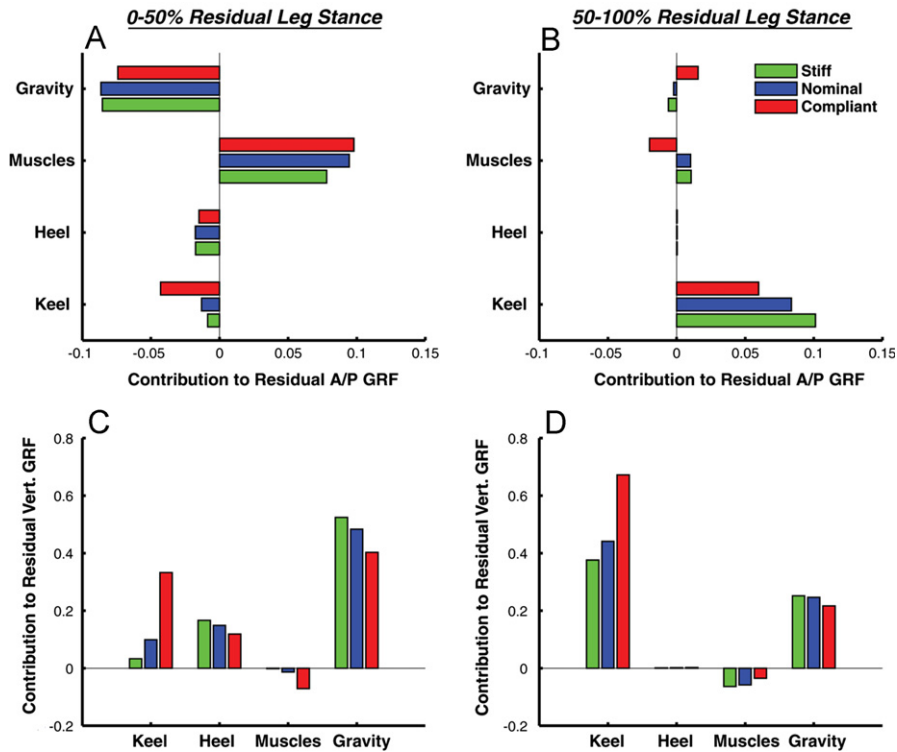 0-50% Residual Leg Stance
50-100% Residual Leg Stance
A
Gravity
Muscles
Heel
Keel
-0.1 -0.05 0 0.05 0.1 0.15
Contribution to Residual A/P GRF
B
Stiff
Nominal
Compliant
Gravity
Muscles
Heel
Keel
-0.1 0 0.05 0.1 0.15
Contribution to Residual A/P GRF
C
Contribution to Residual Vert. GRF
0.8
0.6
0.4
0.2
0
-0.2
Keel Heel Muscles Gravity
D
Contribution to Residual Vert. GRF
0.8
0.6
0.4
0.2
0
-0.2
Keel Heel Muscles Gravity